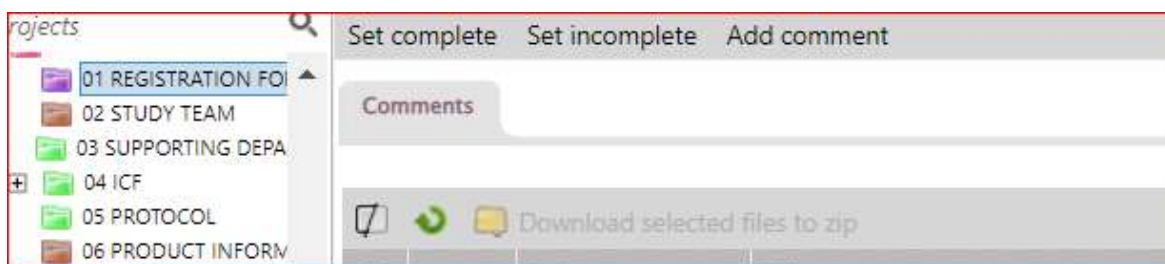 rojects
01 REGISTRATION FO
02 STUDY TEAM
03 SUPPORTING DEPA
04 ICF
05 PROTOCOL
06 PRODUCT INFORM
Set complete Set incomplete Add comment
Comments
Download selected files to zip